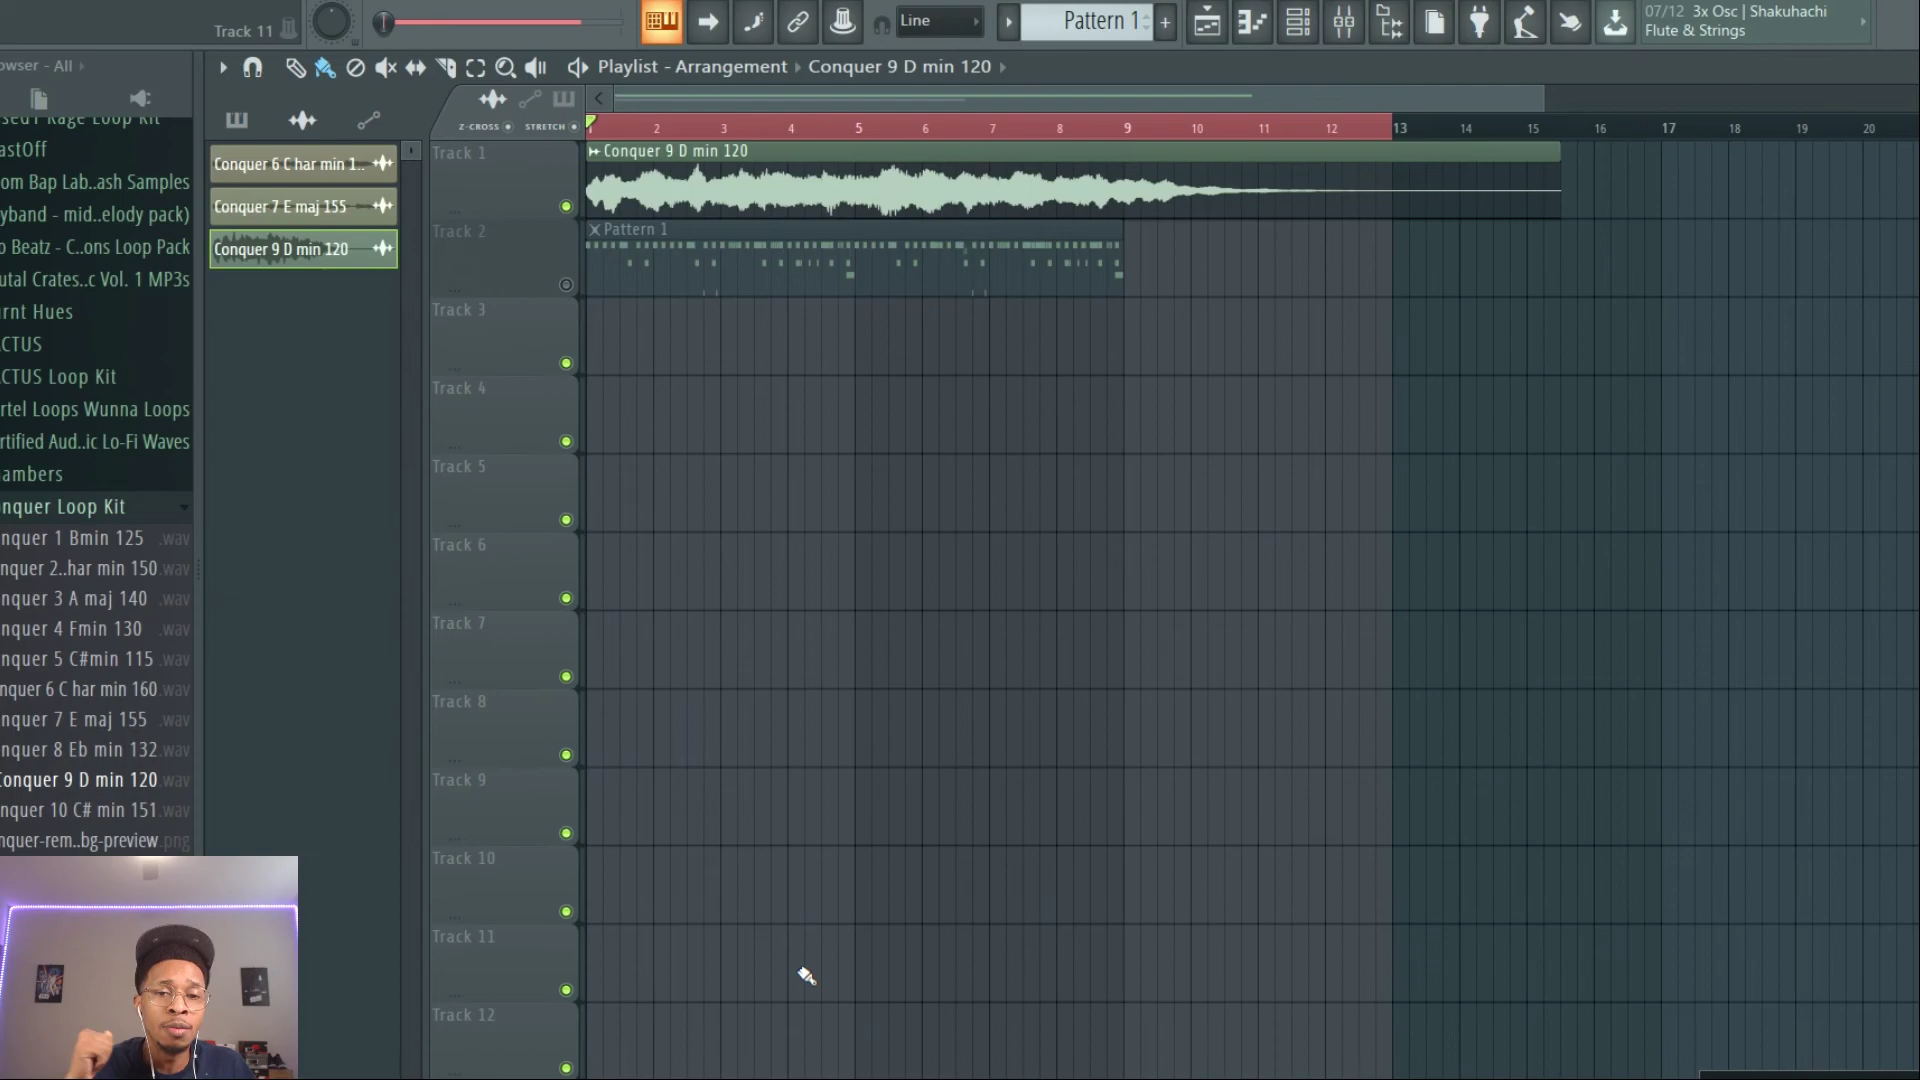 Track 11
Line
Pattern 1
+
07/12 3x Osc | Shakuhachi
Flute & Strings
owser - All
Playlist - Arrangement › Conquer 9 D min 120
Z-CROSS
STRETCH
2 3 4 5 6 7 8 9 10 11 12 13 14 15 16 17 18 19 20
sed P Rage Loop Kit
astOff
om Bap Lab..ash Samples
yband - mid..elody pack)
o Beatz - C..ons Loop Pack
utal Crates..c Vol. 1 MP3s
rnt Hues
CTUS
CTUS Loop Kit
rtel Loops Wunna Loops
rtified Aud..ic Lo-Fi Waves
ambers
nquer Loop Kit
nquer 1 Bmin 125 .wav
nquer 2..har min 150.wav
nquer 3 A maj 140 .wav
nquer 4 Fmin 130 .wav
nquer 5 C#min 115 .wav
nquer 6 C har min 160.wav
nquer 7 E maj 155 .wav
nquer 8 Eb min 132.wav
Conquer 9 D min 120.wav
nquer 10 C# min 151.wav
nquer-rem..bg-preview.png
Conquer 6 C har min 1..
Conquer 7 E maj 155
Conquer 9 D min 120
Track 1
Conquer 9 D min 120
Track 2
Pattern 1
Track 3
Track 4
Track 5
Track 6
Track 7
Track 8
Track 9
Track 10
Track 11
Track 12